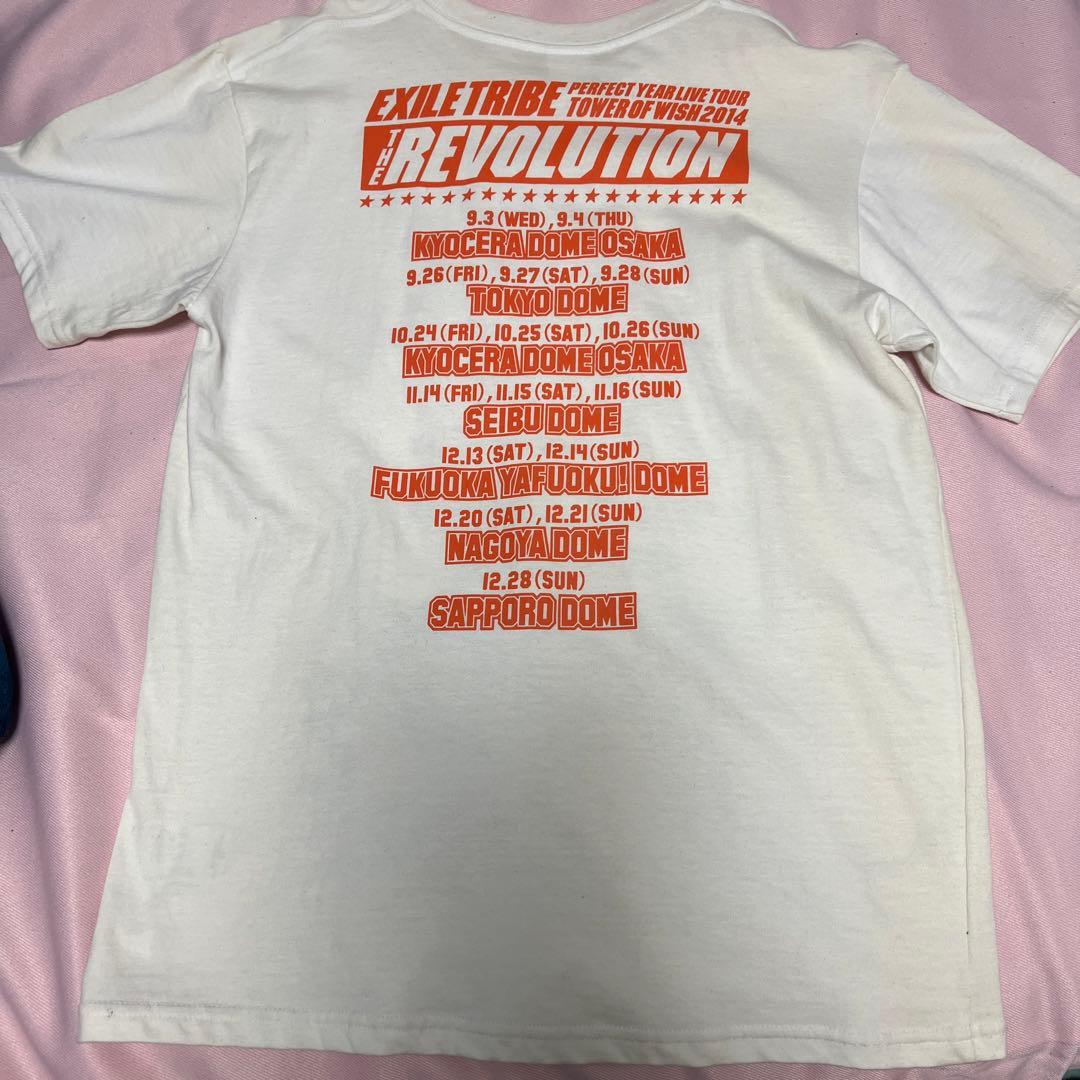 EXILE TRIBE PERFECT YEAR LIVE TOUR
TOWER OF WISH 2014
THE REVOLUTION
9.3 (WED), 9.4 (THU)
KYOCERA DOME OSAKA
9.26 (FRI), 9.27 (SAT), 9.28 (SUN)
TOKYO DOME
10.24 (FRI), 10.25 (SAT), 10.26 (SUN)
KYOCERA DOME OSAKA
11.14 (FRI), 11.15 (SAT), 11.16 (SUN)
SEIBU DOME
12.13 (SAT), 12.14 (SUN)
FUKUOKA YAFUOKU! DOME
12.20 (SAT), 12.21 (SUN)
NAGOYA DOME
12.28 (SUN)
SAPPORO DOME